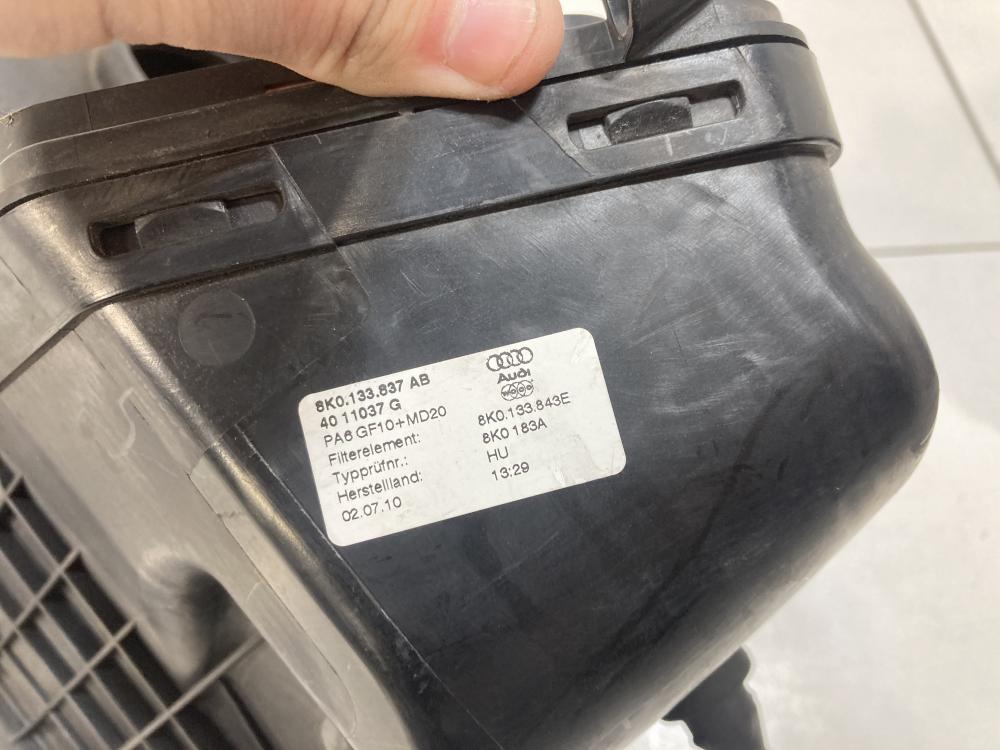 8K0.133.837 AB
40 11037 G
PA6 GF10+MD20
Filterelement: 8K0.133.843E
Typprüfnr.: 8K0 183A
Herstellland: HU
02.07.10 13:29
Audi